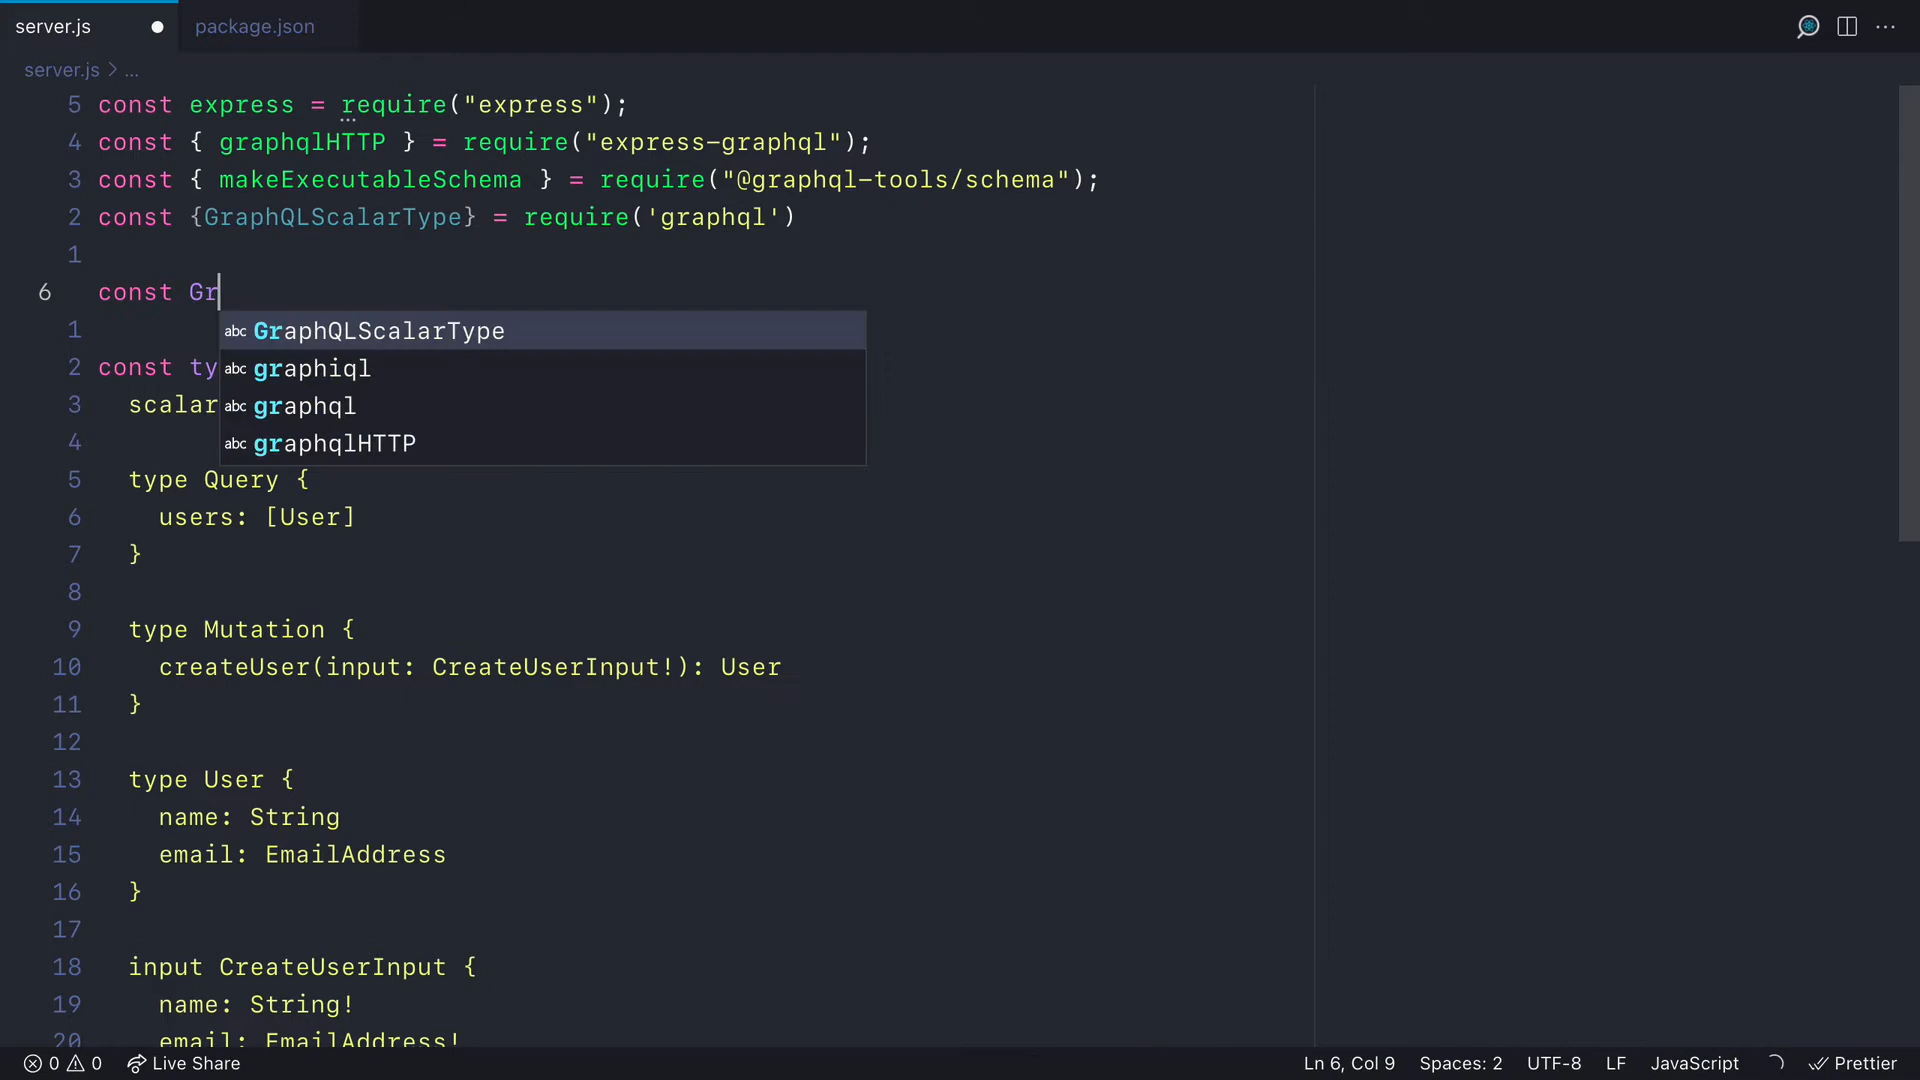 server.js
package.json
server.js > ...
5 const express = require("express");
4 const { graphqlHTTP } = require("express-graphql");
3 const { makeExecutableSchema } = require("@graphql-tools/schema");
2 const {GraphQLScalarType} = require('graphql')
1
6 const Gr
1 abc GraphQLScalarType
2 const ty abc graphiql
3 scalar abc graphql
4 abc graphqlHTTP
5 type Query {
6 users: [User]
7 }
8
9 type Mutation {
10 createUser(input: CreateUserInput!): User
11 }
12
13 type User {
14 name: String
15 email: EmailAddress
16 }
17
18 input CreateUserInput {
19 name: String!
20 email: EmailAddress!
0 0 Live Share Ln 6, Col 9 Spaces: 2 UTF-8 LF JavaScript Prettier